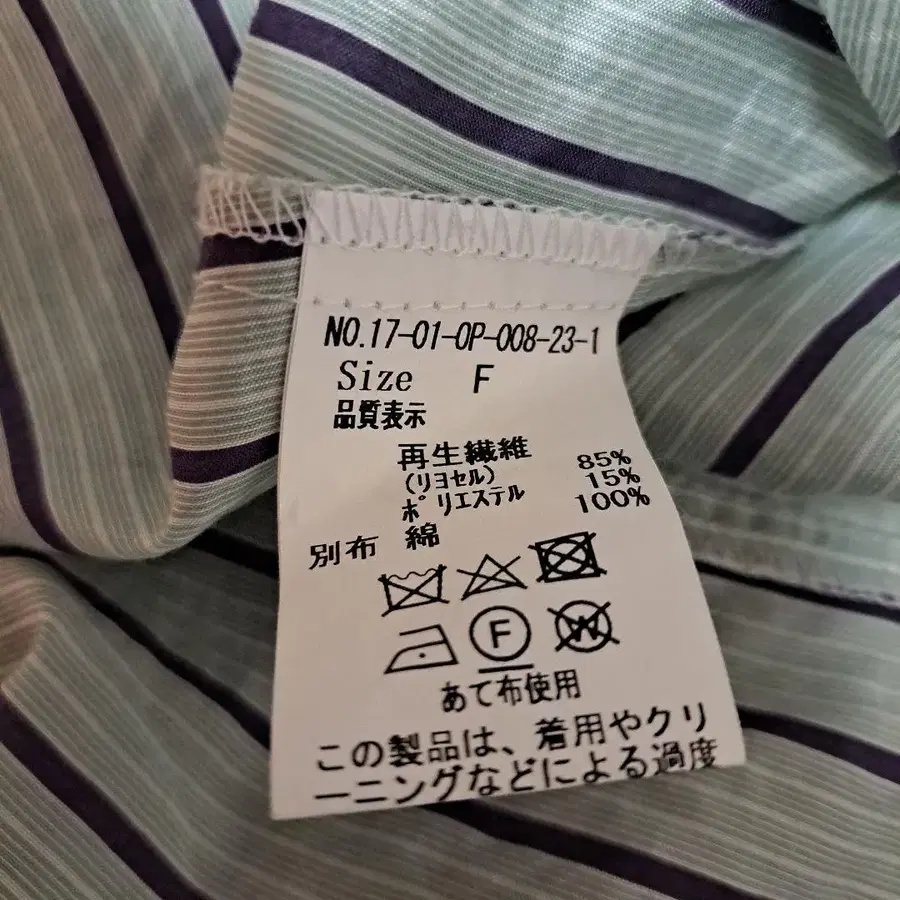 NO.17-01-OP-008-23-1
Size F
品質表示
再生繊維
(リヨセル) 85%
ポリエステル 15%
別布 綿 100%
F
W
あて布使用
この製品は、着用やクリ
ーニングなどによる過度